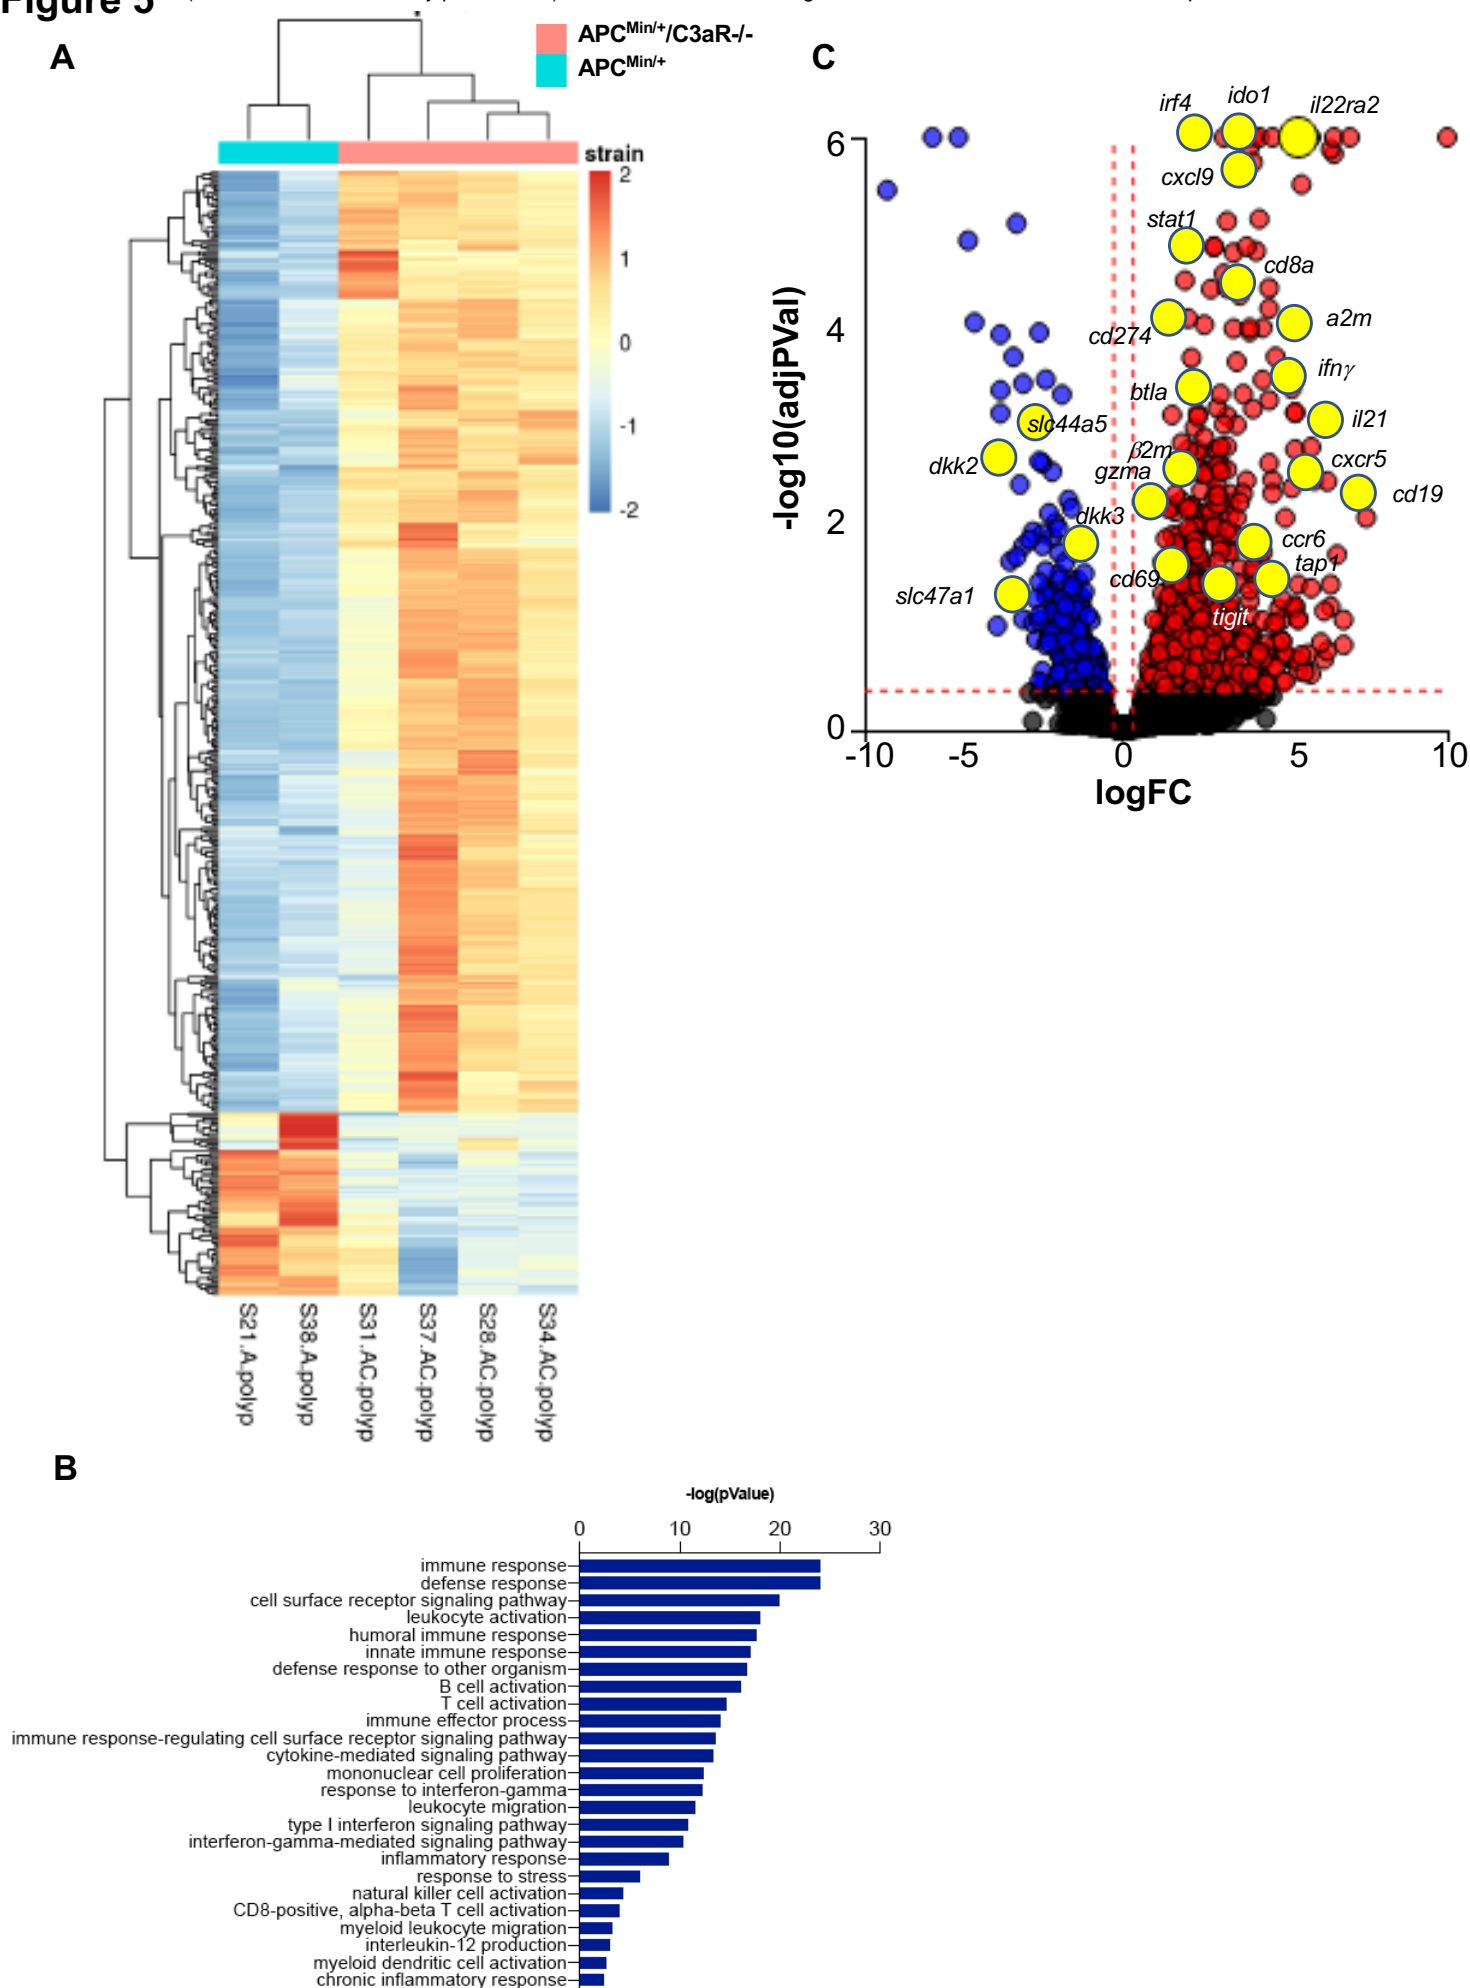 Figure 5
A
APCMin/+/C3aR-/-
APCMin/+
strain
2
1
0
-1
-2
S21.A.polyp
S38.A.polyp
S31.AC.polyp
S37.AC.polyp
S28.AC.polyp
S34.AC.polyp
C
-log10(adjPVal)
6
4
2
0
-10
-5
0
5
10
logFC
irf4
ido1
il22ra2
cxcl9
stat1
cd8a
cd274
a2m
ifnγ
btla
il21
slc44a5
β2m
cxcr5
dkk2
gzma
cd19
dkk3
ccr6
tap1
cd69
slc47a1
tigit
B
-log(pValue)
0 10 20 30
immune response
defense response
cell surface receptor signaling pathway
leukocyte activation
humoral immune response
innate immune response
defense response to other organism
B cell activation
T cell activation
immune effector process
immune response-regulating cell surface receptor signaling pathway
cytokine-mediated signaling pathway
mononuclear cell proliferation
response to interferon-gamma
leukocyte migration
type I interferon signaling pathway
interferon-gamma-mediated signaling pathway
inflammatory response
response to stress
natural killer cell activation
CD8-positive, alpha-beta T cell activation
myeloid leukocyte migration
interleukin-12 production
myeloid dendritic cell activation
chronic inflammatory response